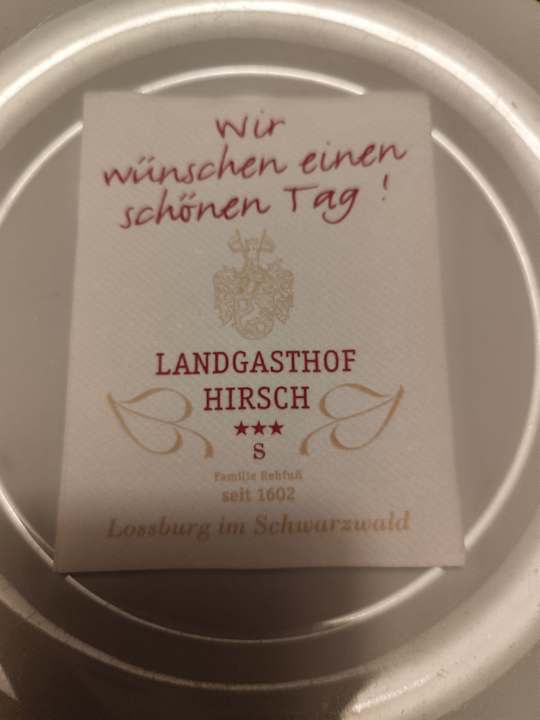 Wir
wünschen einen
schönen Tag !
LANDGASTHOF
HIRSCH
S
Familie Rehfuß
seit 1602
Lossburg im Schwarzwald